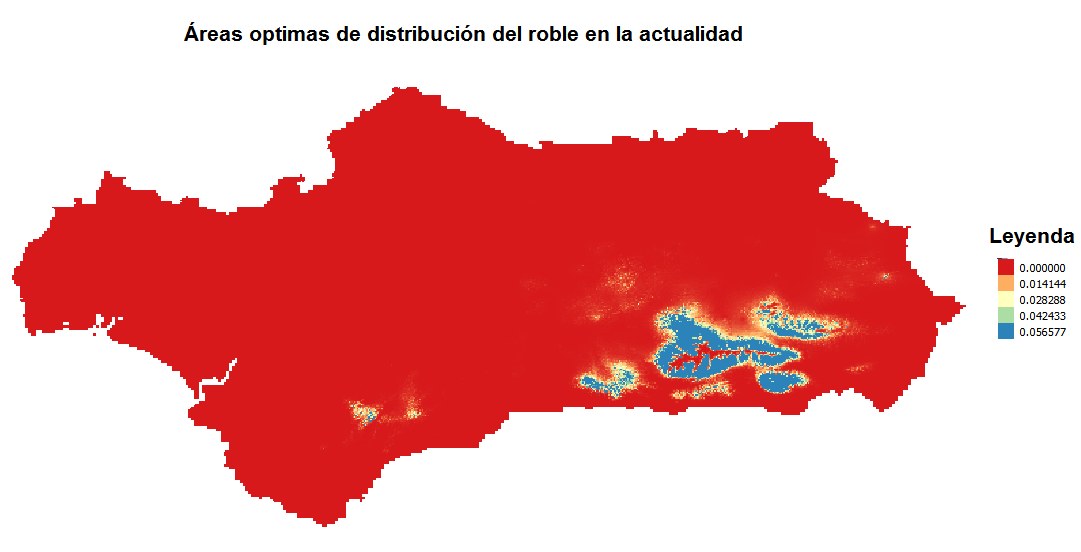 Áreas optimas de distribución del roble en la actualidad
Leyenda
0.000000
0.014144
0.028288
0.042433
0.056577